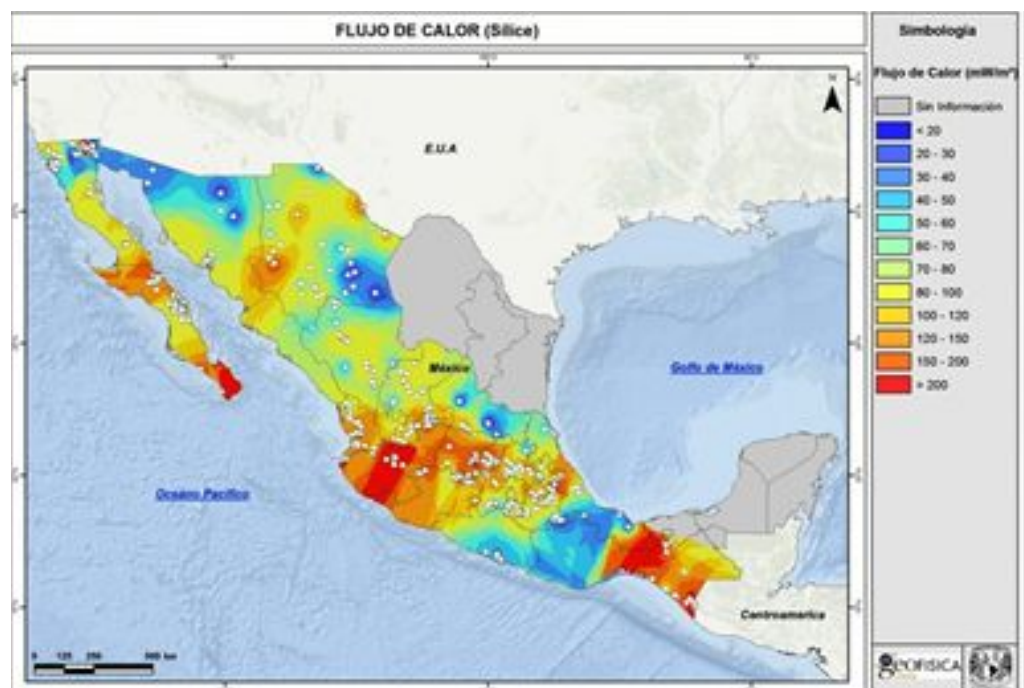 FLUJO DE CALOR (Sílice)
Simbología
Flujo de Calor (mW/m²)
Sin Información
< 20
20 - 30
30 - 40
40 - 50
50 - 60
60 - 70
70 - 80
80 - 100
100 - 120
120 - 150
150 - 200
> 200
N
E.U.A
México
Golfo de México
Océano Pacífico
Centroamerica
0 125 250 500 km
GEOFISICA